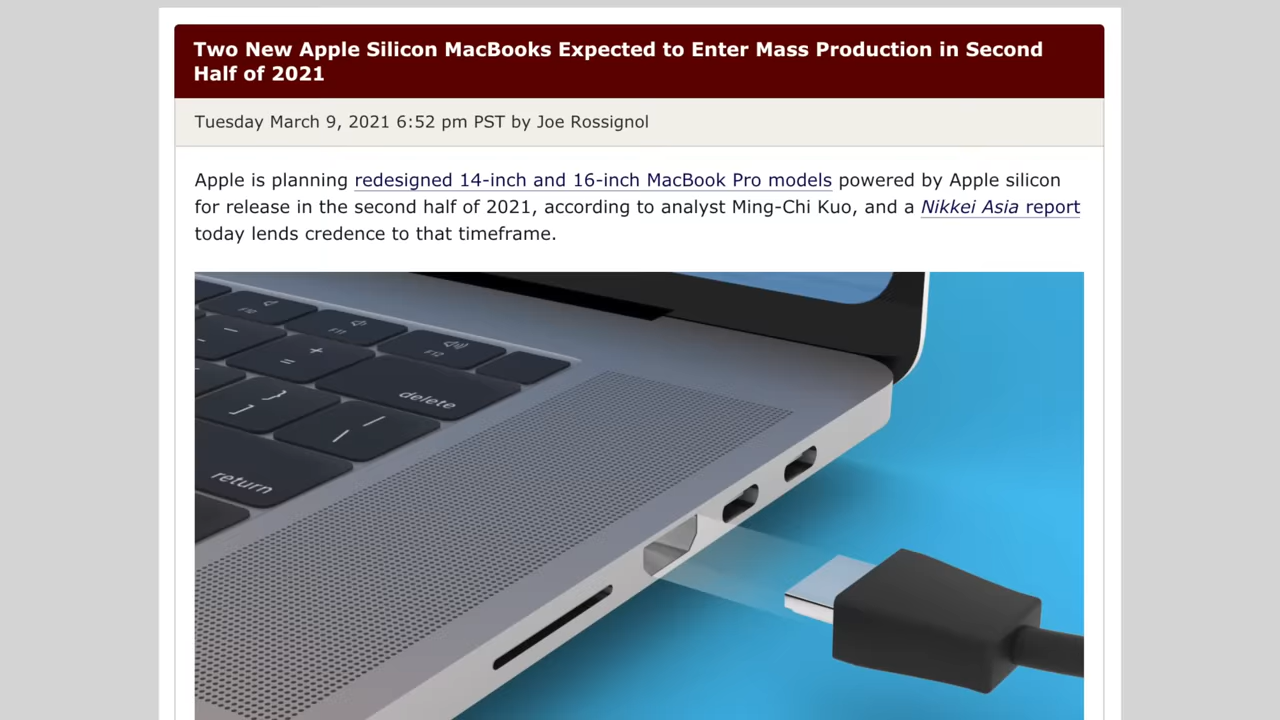 Two New Apple Silicon MacBooks Expected to Enter Mass Production in Second
Half of 2021
Tuesday March 9, 2021 6:52 pm PST by Joe Rossignol
Apple is planning redesigned 14-inch and 16-inch MacBook Pro models powered by Apple silicon
for release in the second half of 2021, according to analyst Ming-Chi Kuo, and a Nikkei Asia report
today lends credence to that timeframe.
F10
F11
F12
- + =
delete
} ]
| \
return